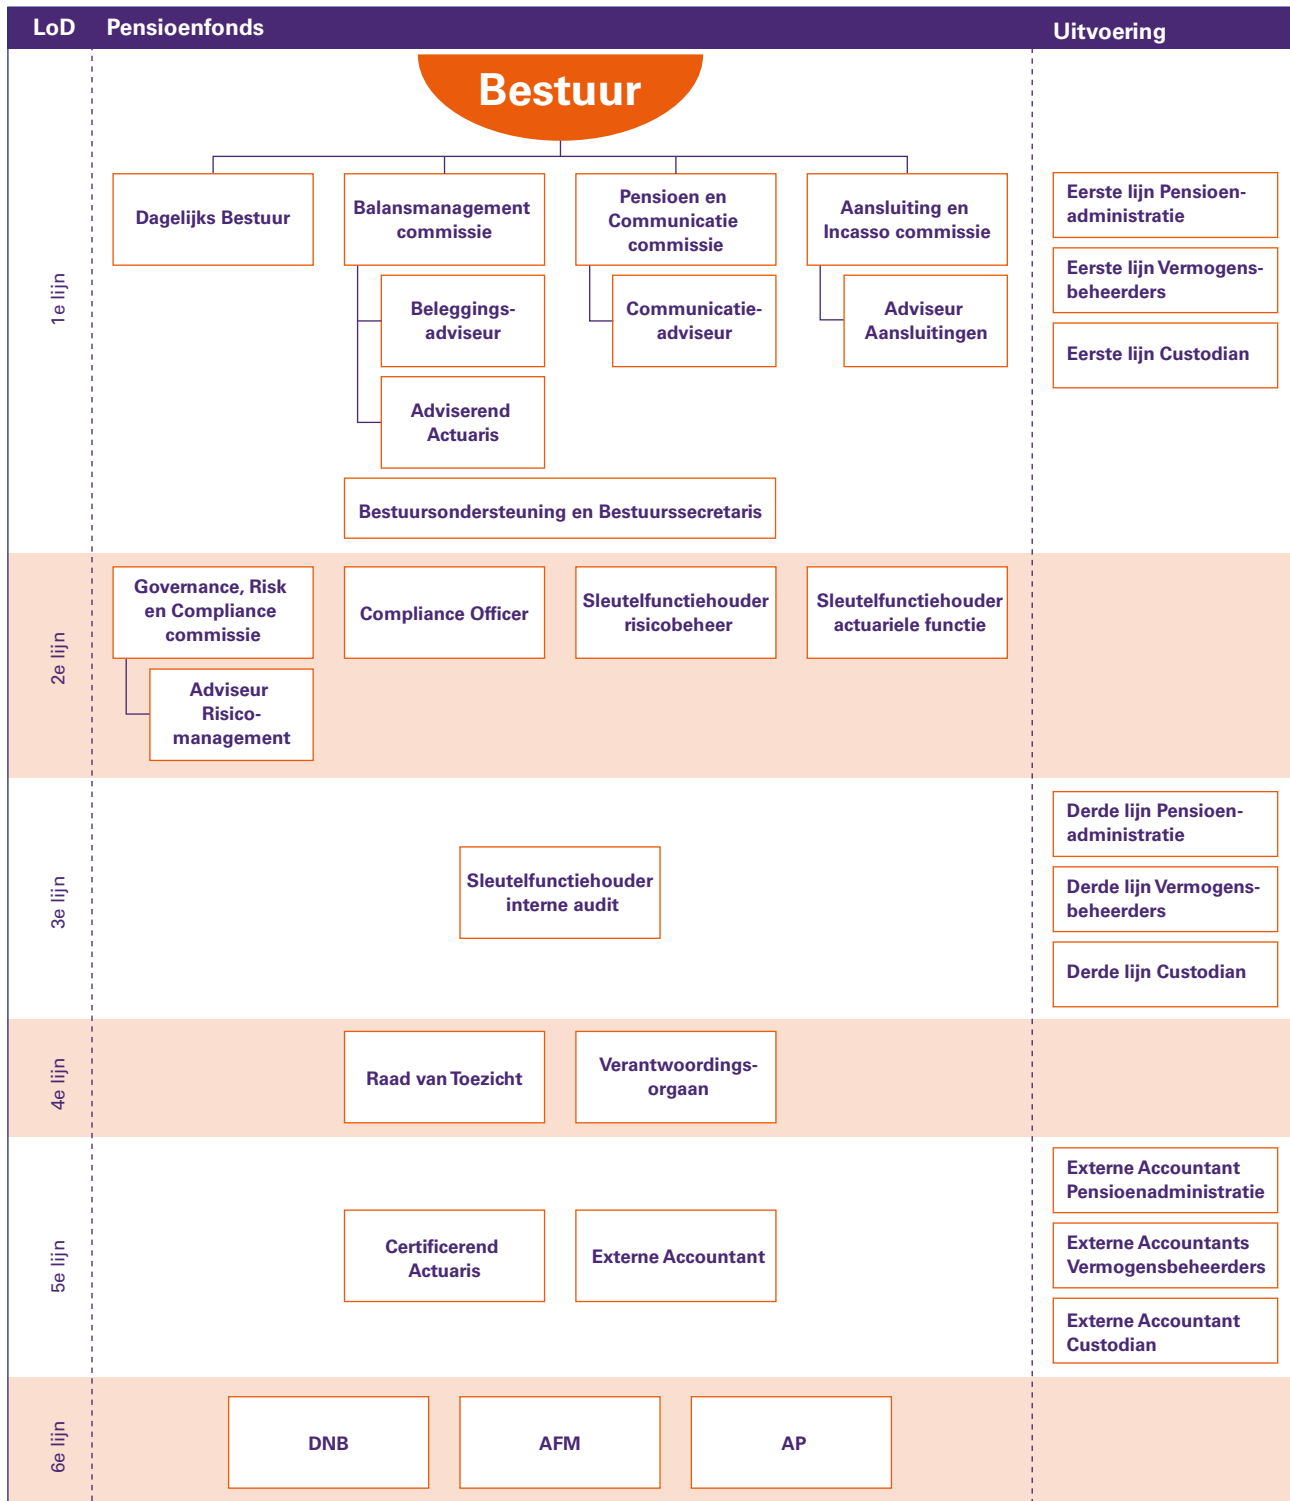 LoD Pensioenfonds Uitvoering
1e lijn
Bestuur
Dagelijks Bestuur
Balansmanagement
commissie
Pensioen en
Communicatie
commissie
Aansluiting en
Incasso commissie
Beleggings-
adviseur
Communicatie-
adviseur
Adviseur
Aansluitingen
Adviserend
Actuaris
Bestuursondersteuning en Bestuurssecretaris
Eerste lijn Pensioen-
administratie
Eerste lijn Vermogens-
beheerders
Eerste lijn Custodian
2e lijn
Governance, Risk
en Compliance
commissie
Compliance Officer
Sleutelfunctiehouder
risicobeheer
Sleutelfunctiehouder
actuariele functie
Adviseur
Risico-
management
3e lijn
Sleutelfunctiehouder
interne audit
Derde lijn Pensioen-
administratie
Derde lijn Vermogens-
beheerders
Derde lijn Custodian
4e lijn
Raad van Toezicht
Verantwoordings-
orgaan
5e lijn
Certificerend
Actuaris
Externe Accountant
Externe Accountant
Pensioenadministratie
Externe Accountants
Vermogensbeheerders
Externe Accountant
Custodian
6e lijn
DNB
AFM
AP